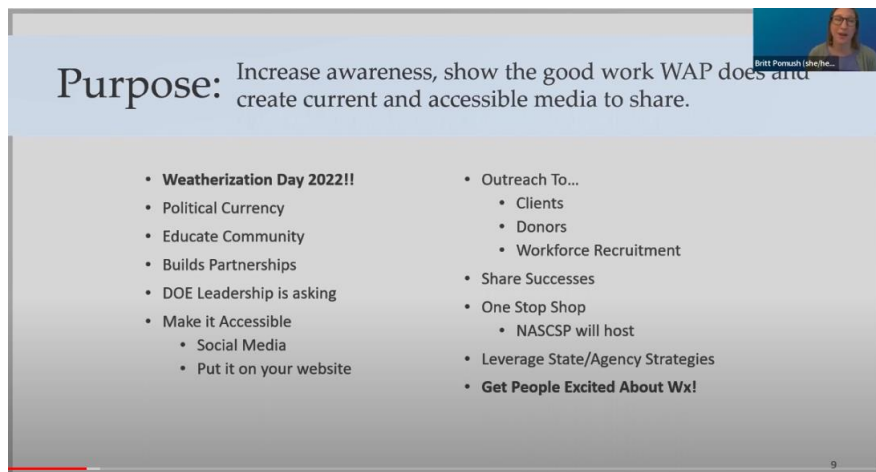 Purpose: Increase awareness, show the good work WAP does and
create current and accessible media to share.
Britt Pomush (she/he...
• Weatherization Day 2022!!
• Political Currency
• Educate Community
• Builds Partnerships
• DOE Leadership is asking
• Make it Accessible
• Social Media
• Put it on your website
• Outreach To...
• Clients
• Donors
• Workforce Recruitment
• Share Successes
• One Stop Shop
• NASCSP will host
• Leverage State/Agency Strategies
• Get People Excited About Wx!
9